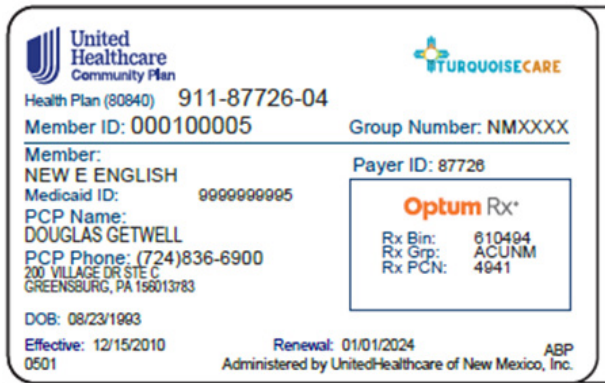 United
Healthcare
Community Plan
TURQUOISECARE
Health Plan (80840) 911-87726-04
Member ID: 000100005 Group Number: NMXXXX
Member:
NEW E ENGLISH
Payer ID: 87726
Medicaid ID: 9999999995
PCP Name:
DOUGLAS GETWELL
PCP Phone: (724)836-6900
200 VILLAGE DR STE C
GREENSBURG, PA 156013783
Optum Rx
Rx Bin: 610494
Rx Grp: ACUNM
Rx PCN: 4941
DOB: 08/23/1993
Effective: 12/15/2010 Renewal: 01/01/2024 ABP
0501 Administered by UnitedHealthcare of New Mexico, Inc.